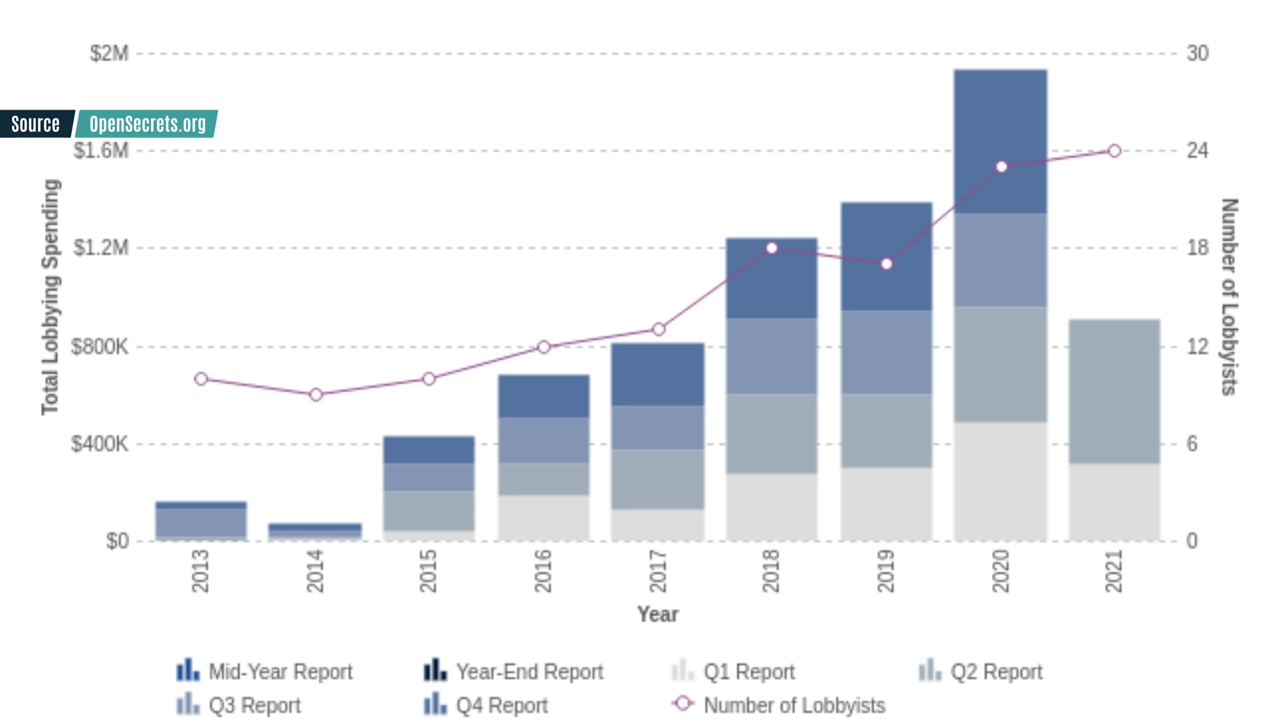 $2M
30
Source OpenSecrets.org
$1.6M
24
Total Lobbying Spending
Number of Lobbyists
$1.2M
18
$800K
12
$400K
6
$0
0
2013 2014 2015 2016 2017 2018 2019 2020 2021
Year
Mid-Year Report Year-End Report Q1 Report Q2 Report
Q3 Report Q4 Report Number of Lobbyists